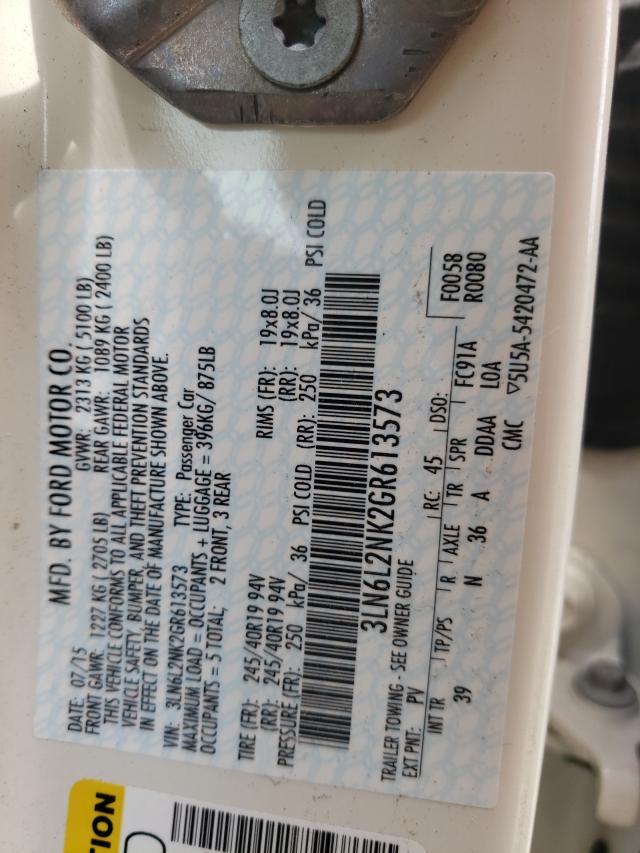 MFD. BY FORD MOTOR CO.
DATE: 07/15 GVWR: 2313 KG ( 5100 LB)
FRONT GAWR: 1227 KG ( 2705 LB) REAR GAWR: 1089 KG ( 2400 LB)
THIS VEHICLE CONFORMS TO ALL APPLICABLE FEDERAL MOTOR
VEHICLE SAFETY, BUMPER, AND THEFT PREVENTION STANDARDS
IN EFFECT ON THE DATE OF MANUFACTURE SHOWN ABOVE.
VIN: 3LN6L2NK2GR613573 TYPE: Passenger Car
MAXIMUM LOAD = OCCUPANTS + LUGGAGE = 396KG/ 875LB
OCCUPANTS = 5 TOTAL; 2 FRONT, 3 REAR
TIRE (FR): 245/40R19 94V RIMS (FR): 19x8.0J
(RR): 245/40R19 94V (RR): 19x8.0J
PRESSURE (FR): 250 kPa/ 36 PSI COLD (RR): 250 kPa/ 36 PSI COLD
3LN6L2NK2GR613573
TRAILER TOWING - SEE OWNER GUIDE
EXT PNT: PV RC: 45 DSO: F0058
R0080
INT TR TP/PS R AXLE TR SPR FC91A
39 N 36 A DDAA LOA
CMC ▽5U5A-5420472-AA
TION